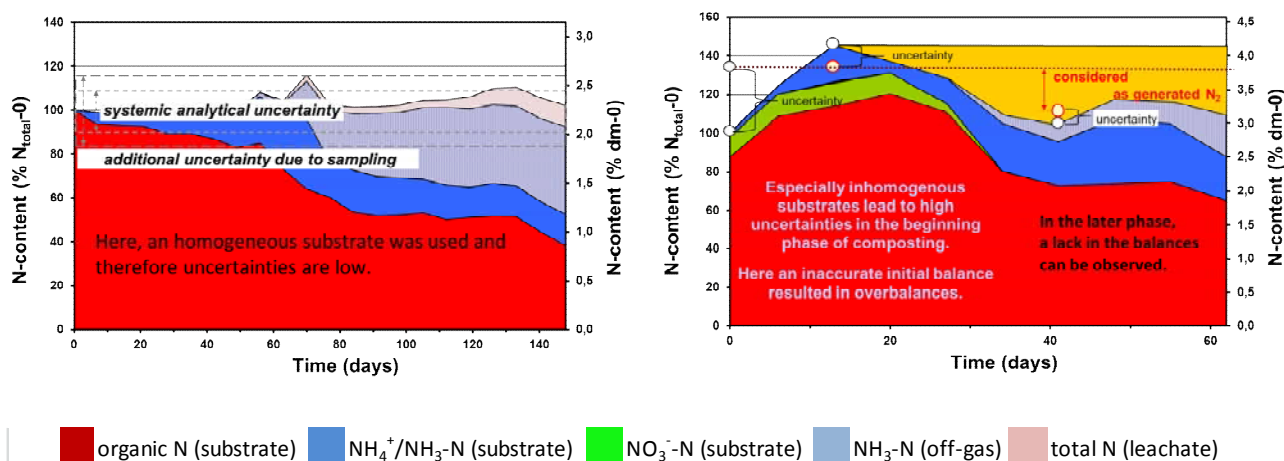 N-content (% N_total-0)
140
120
100
80
60
40
20
0
3,0
2,5
2,0
1,5
1,0
0,5
0,0
N-content (% dm-0)
systemic analytical uncertainty
additional uncertainty due to sampling
Here, an homogeneous substrate was used and
therefore uncertainties are low.
0 20 40 60 80 100 120 140
Time (days)
N-content (% N_total-0)
160
140
120
100
80
60
40
20
0
4,5
4,0
3,5
3,0
2,5
2,0
1,5
1,0
0,5
0,0
N-content (% dm-0)
uncertainty
uncertainty
considered
as generated N₂
uncertainty
Especially inhomogenous
substrates lead to high
uncertainties in the beginning
phase of composting.
Here an inaccurate initial balance
resulted in overbalances.
In the later phase,
a lack in the balances
can be observed.
0 20 40 60
Time (days)
organic N (substrate) NH₄⁺/NH₃-N (substrate) NO₃⁻-N (substrate) NH₃-N (off-gas) total N (leachate)